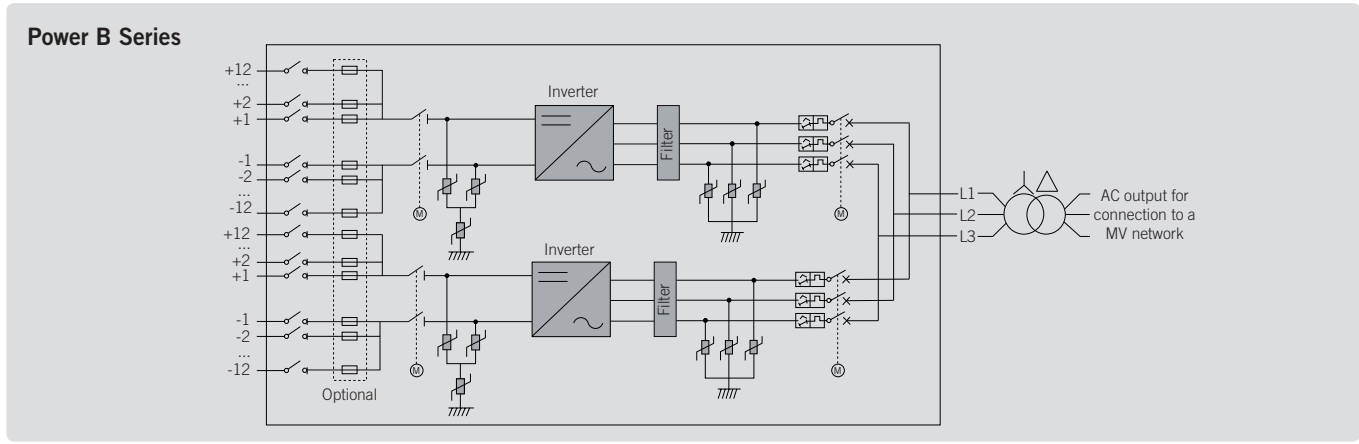 Power B Series
+12
...
+2
+1
-1
-2
...
-12
+12
...
+2
+1
-1
-2
...
-12
Optional
Inverter
Filter
M
M
Inverter
Filter
M
M
L1
L2
L3
AC output for
connection to a
MV network